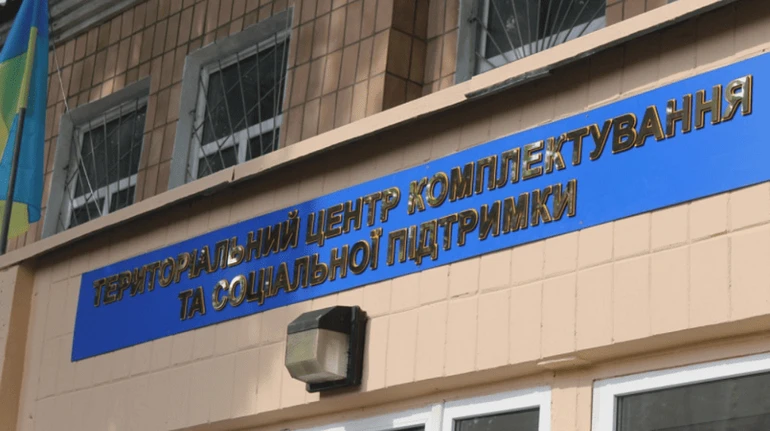 ТЕРИТОРІАЛЬНИЙ ЦЕНТР КОМПЛЕКТУВАННЯ
ТА СОЦІАЛЬНОЇ ПІДТРИМКИ